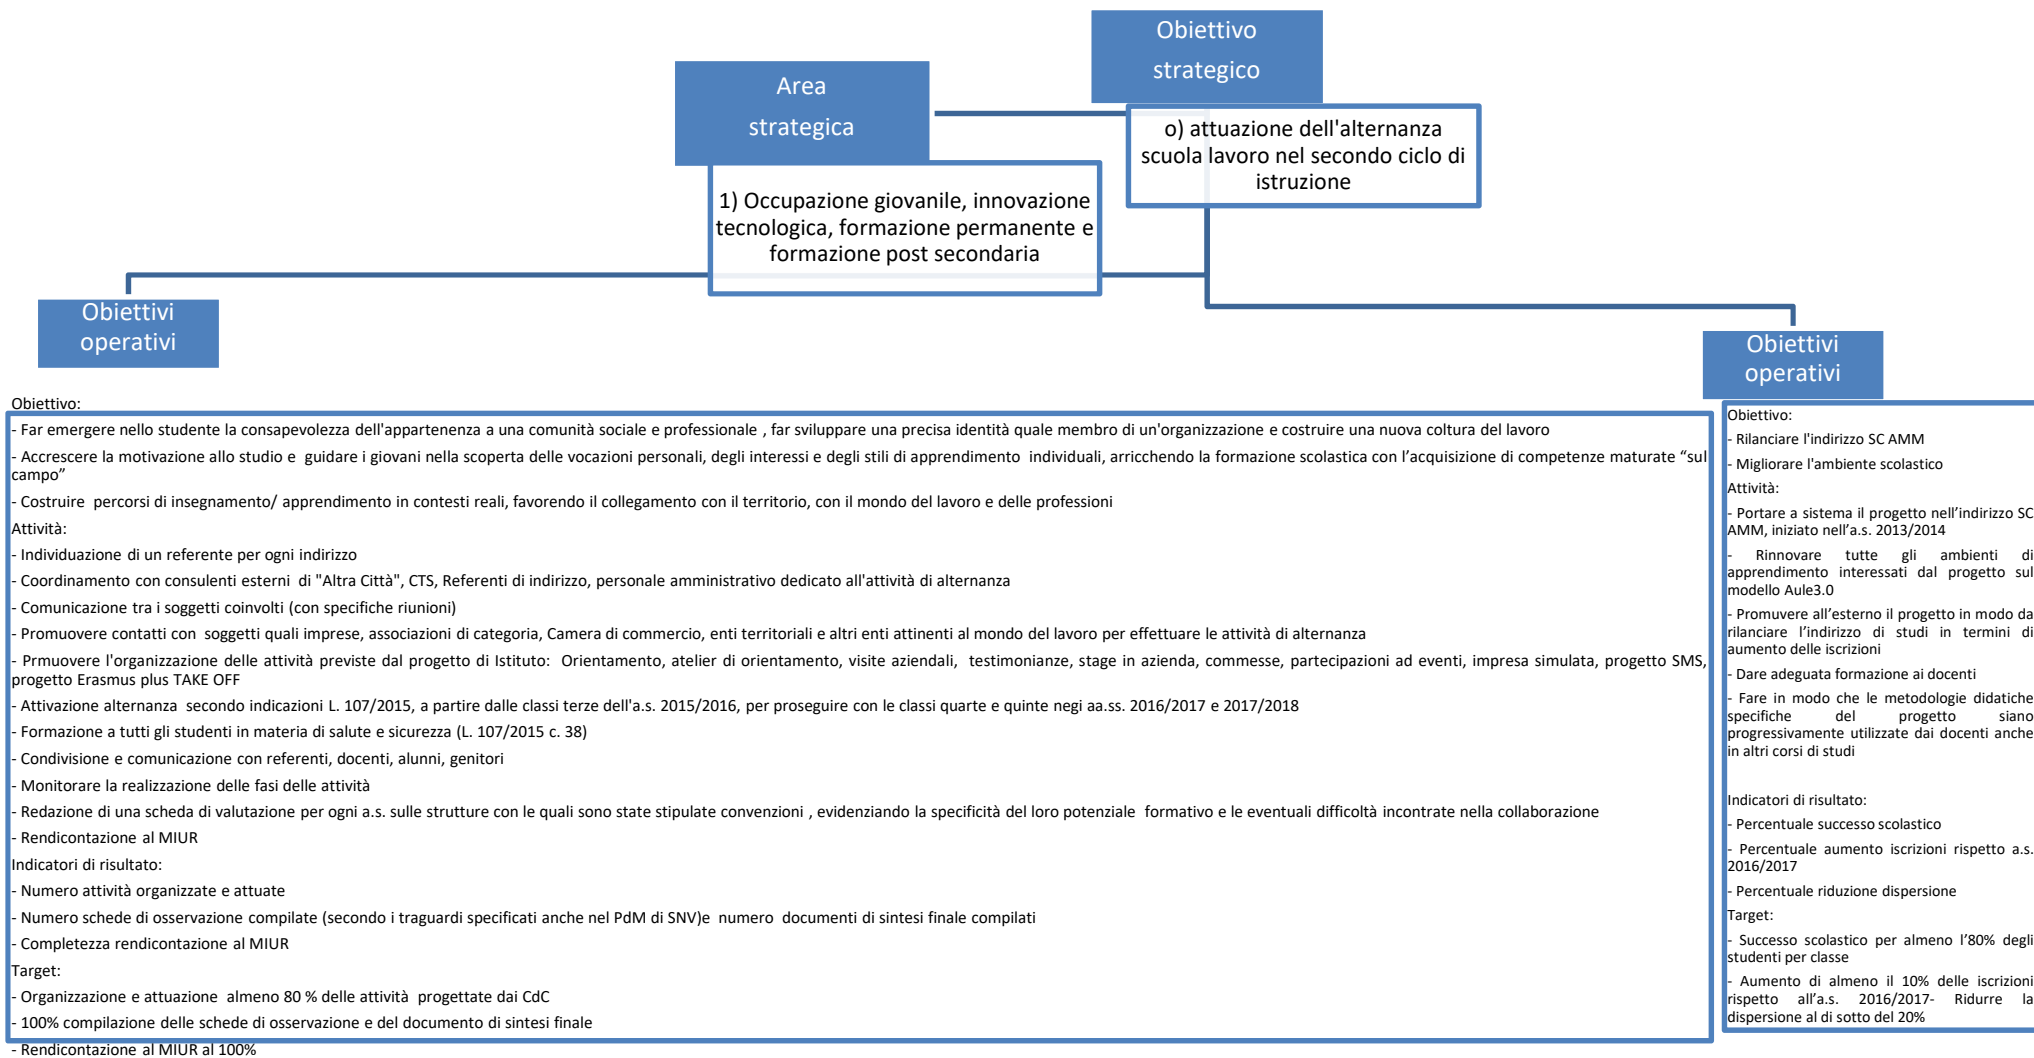 Obiettivo
strategico
Area
strategica
o) attuazione dell'alternanza
scuola lavoro nel secondo ciclo di
istruzione
1) Occupazione giovanile, innovazione
tecnologica, formazione permanente e
formazione post secondaria
Obiettivi
operativi
Obiettivo:
- Far emergere nello studente la consapevolezza dell'appartenenza a una comunità sociale e professionale , far sviluppare una precisa identità quale membro di un'organizzazione e costruire una nuova coltura del lavoro
- Accrescere la motivazione allo studio e guidare i giovani nella scoperta delle vocazioni personali, degli interessi e degli stili di apprendimento individuali, arricchendo la formazione scolastica con l’acquisizione di competenze maturate “sul
campo”
- Costruire percorsi di insegnamento/ apprendimento in contesti reali, favorendo il collegamento con il territorio, con il mondo del lavoro e delle professioni
Attività:
- Individuazione di un referente per ogni indirizzo
- Coordinamento con consulenti esterni di "Altra Città", CTS, Referenti di indirizzo, personale amministrativo dedicato all'attività di alternanza
- Comunicazione tra i soggetti coinvolti (con specifiche riunioni)
- Promuovere contatti con soggetti quali imprese, associazioni di categoria, Camera di commercio, enti territoriali e altri enti attinenti al mondo del lavoro per effettuare le attività di alternanza
- Prmuovere l'organizzazione delle attività previste dal progetto di Istituto: Orientamento, atelier di orientamento, visite aziendali, testimonianze, stage in azienda, commesse, partecipazioni ad eventi, impresa simulata, progetto SMS,
progetto Erasmus plus TAKE OFF
- Attivazione alternanza secondo indicazioni L. 107/2015, a partire dalle classi terze dell'a.s. 2015/2016, per proseguire con le classi quarte e quinte negi aa.ss. 2016/2017 e 2017/2018
- Formazione a tutti gli studenti in materia di salute e sicurezza (L. 107/2015 c. 38)
- Condivisione e comunicazione con referenti, docenti, alunni, genitori
- Monitorare la realizzazione delle fasi delle attività
- Redazione di una scheda di valutazione per ogni a.s. sulle strutture con le quali sono state stipulate convenzioni , evidenziando la specificità del loro potenziale formativo e le eventuali difficoltà incontrate nella collaborazione
- Rendicontazione al MIUR
Indicatori di risultato:
- Numero attività organizzate e attuate
- Numero schede di osservazione compilate (secondo i traguardi specificati anche nel PdM di SNV)e numero documenti di sintesi finale compilati
- Completezza rendicontazione al MIUR
Target:
- Organizzazione e attuazione almeno 80 % delle attività progettate dai CdC
- 100% compilazione delle schede di osservazione e del documento di sintesi finale
- Rendicontazione al MIUR al 100%
Obiettivi
operativi
Obiettivo:
- Rilanciare l'indirizzo SC AMM
- Migliorare l'ambiente scolastico
Attività:
- Portare a sistema il progetto nell’indirizzo SC
AMM, iniziato nell’a.s. 2013/2014
- Rinnovare tutte gli ambienti di
apprendimento interessati dal progetto sul
modello Aule3.0
- Promuovere all’esterno il progetto in modo da
rilanciare l’indirizzo di studi in termini di
aumento delle iscrizioni
- Dare adeguata formazione ai docenti
- Fare in modo che le metodologie didatiche
specifiche del progetto siano
progressivamente utilizzate dai docenti anche
in altri corsi di studi
Indicatori di risultato:
- Percentuale successo scolastico
- Percentuale aumento iscrizioni rispetto a.s.
2016/2017
- Percentuale riduzione dispersione
Target:
- Successo scolastico per almeno l’80% degli
studenti per classe
- Aumento di almeno il 10% delle iscrizioni
rispetto all’a.s. 2016/2017- Ridurre la
dispersione al di sotto del 20%